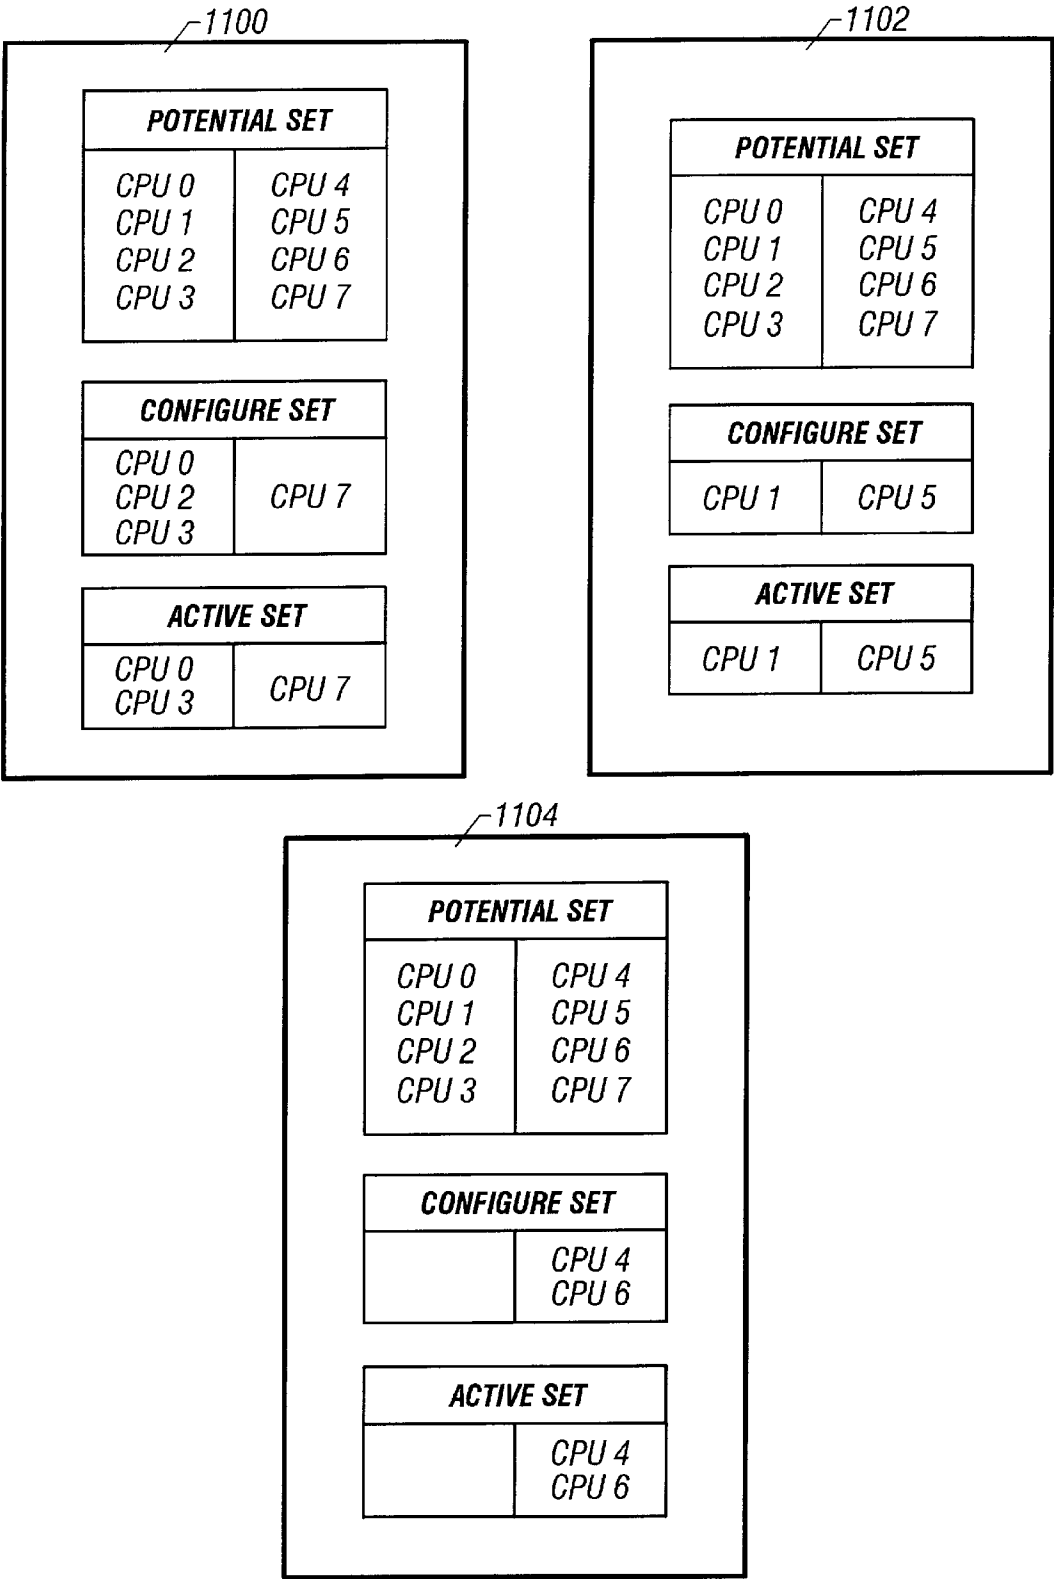 1100
POTENTIAL SET
CPU 0 CPU 4
CPU 1 CPU 5
CPU 2 CPU 6
CPU 3 CPU 7
CONFIGURE SET
CPU 0
CPU 2 CPU 7
CPU 3
ACTIVE SET
CPU 0
CPU 3 CPU 7
1102
POTENTIAL SET
CPU 0 CPU 4
CPU 1 CPU 5
CPU 2 CPU 6
CPU 3 CPU 7
CONFIGURE SET
CPU 1 CPU 5
ACTIVE SET
CPU 1 CPU 5
1104
POTENTIAL SET
CPU 0 CPU 4
CPU 1 CPU 5
CPU 2 CPU 6
CPU 3 CPU 7
CONFIGURE SET
CPU 4
CPU 6
ACTIVE SET
CPU 4
CPU 6